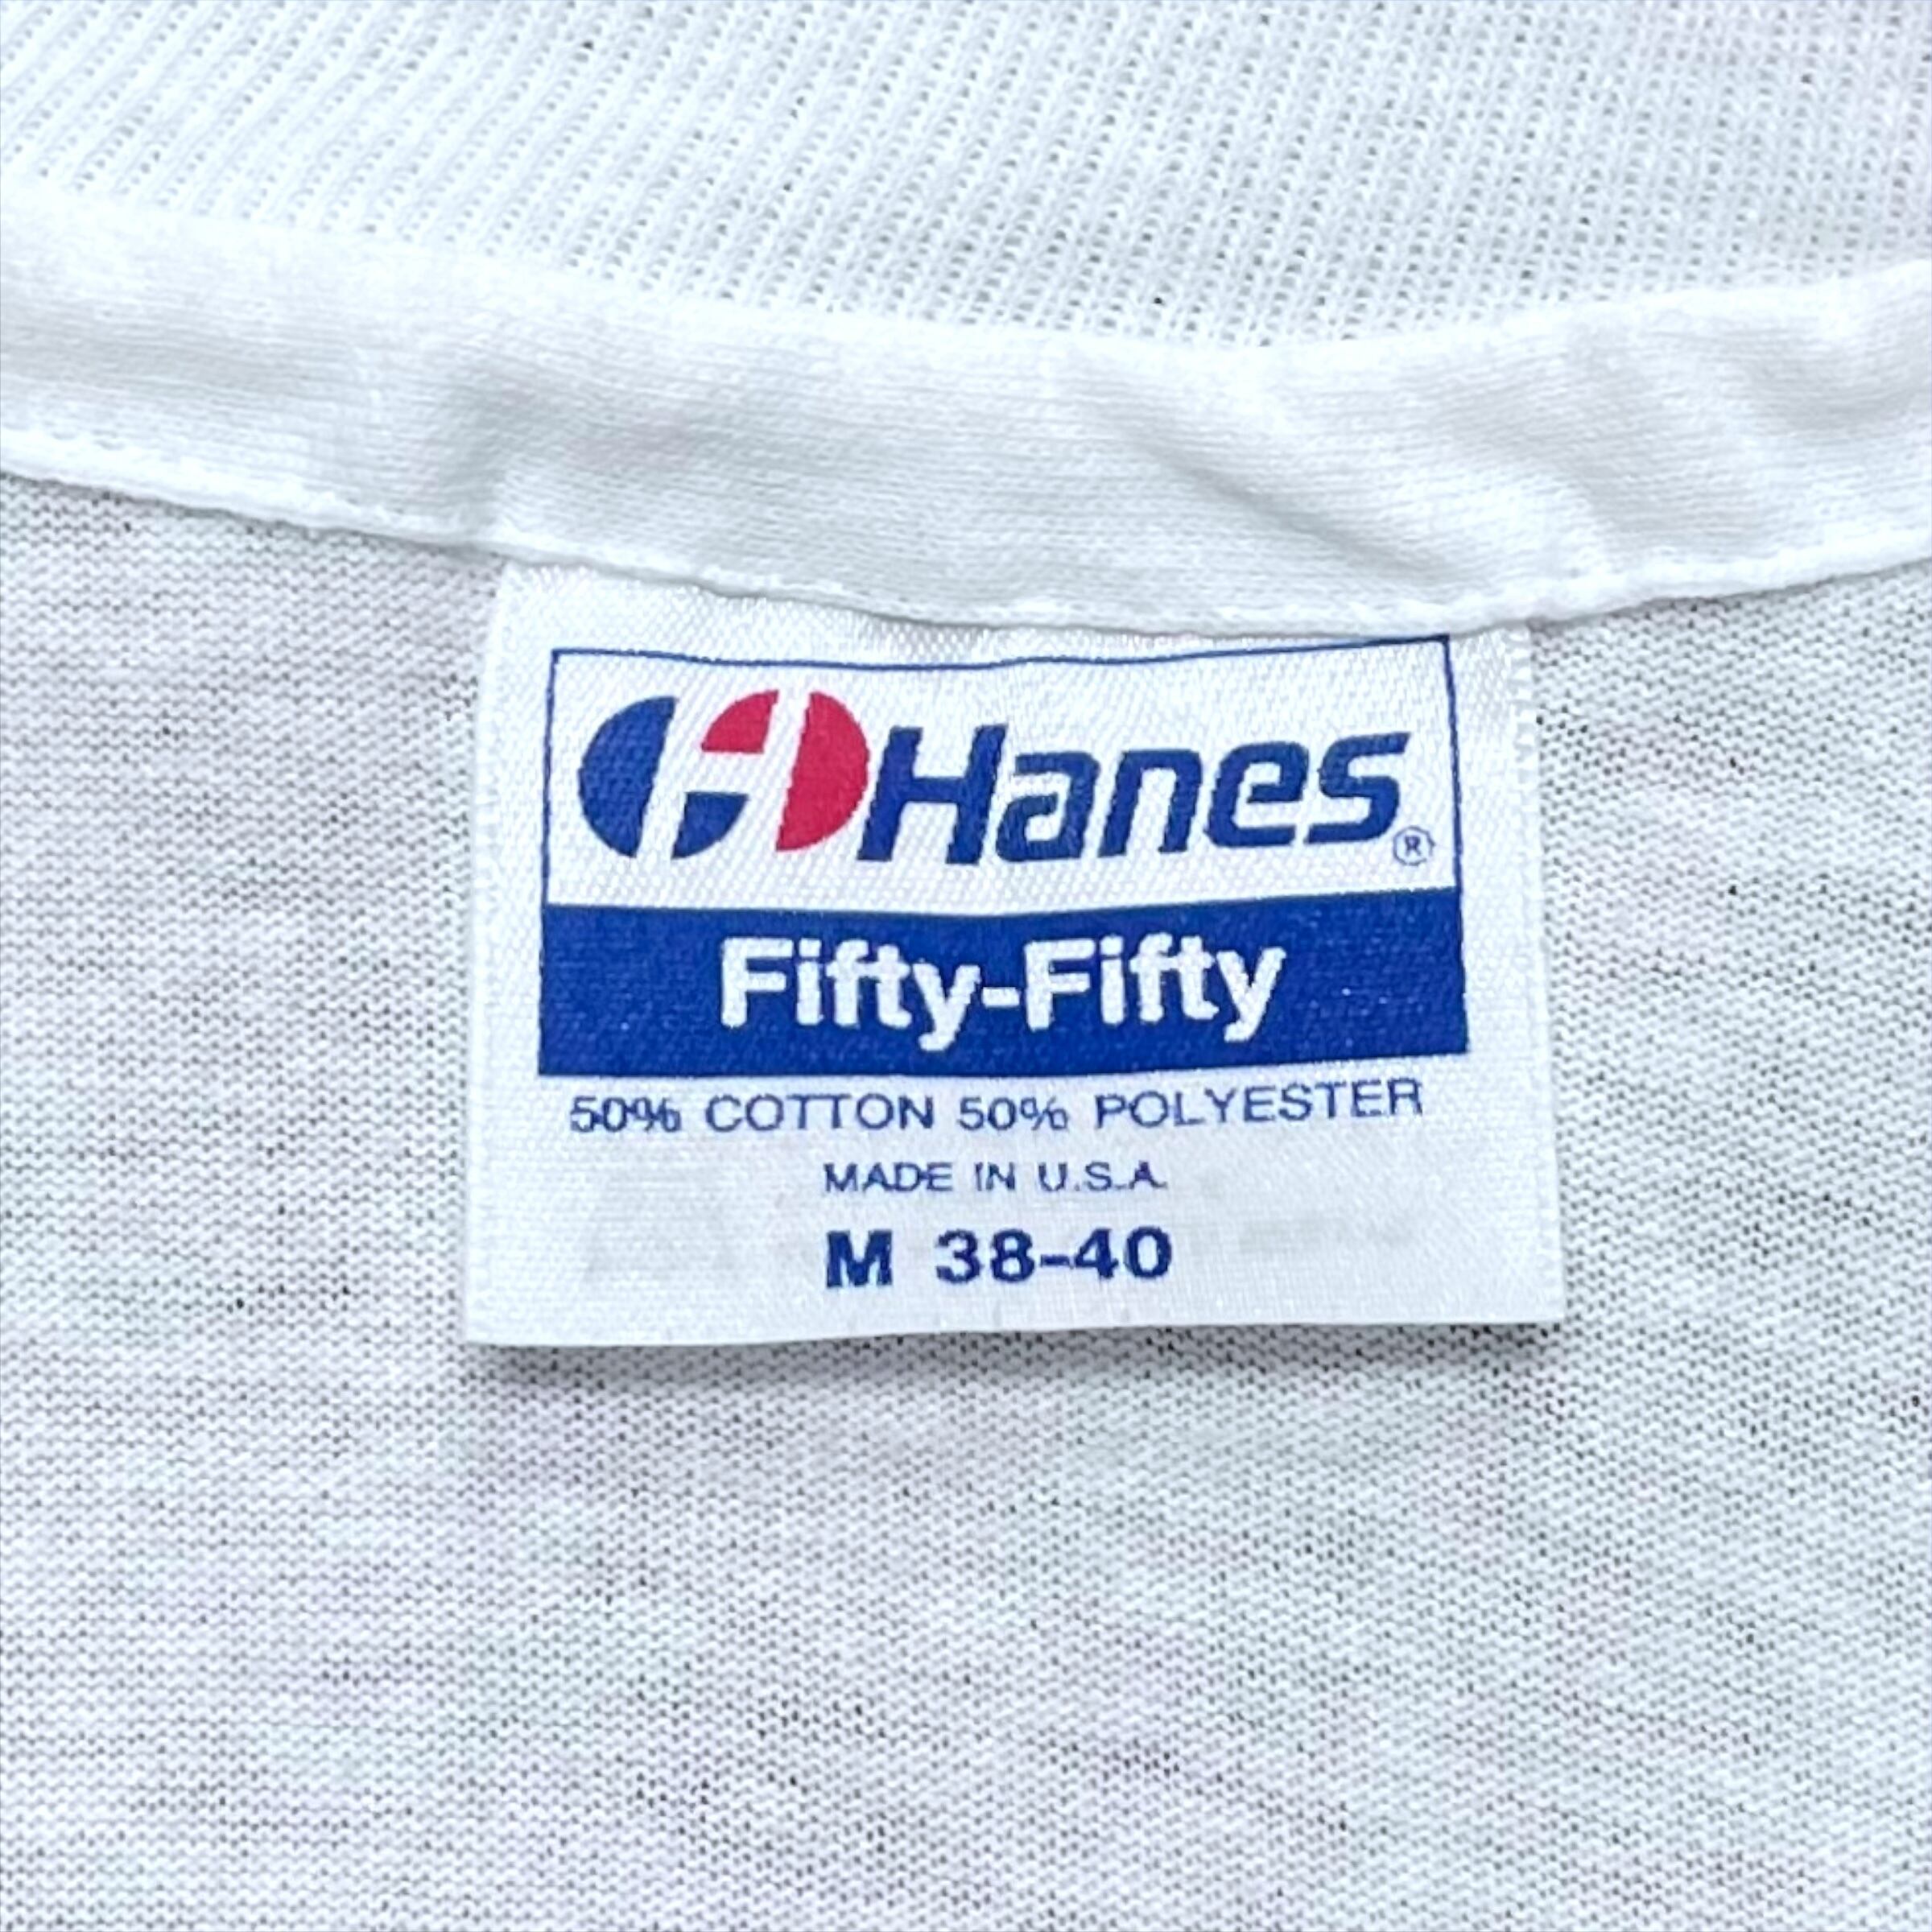 Hanes®
Fifty-Fifty
50% COTTON 50% POLYESTER
MADE IN U.S.A.
M 38-40